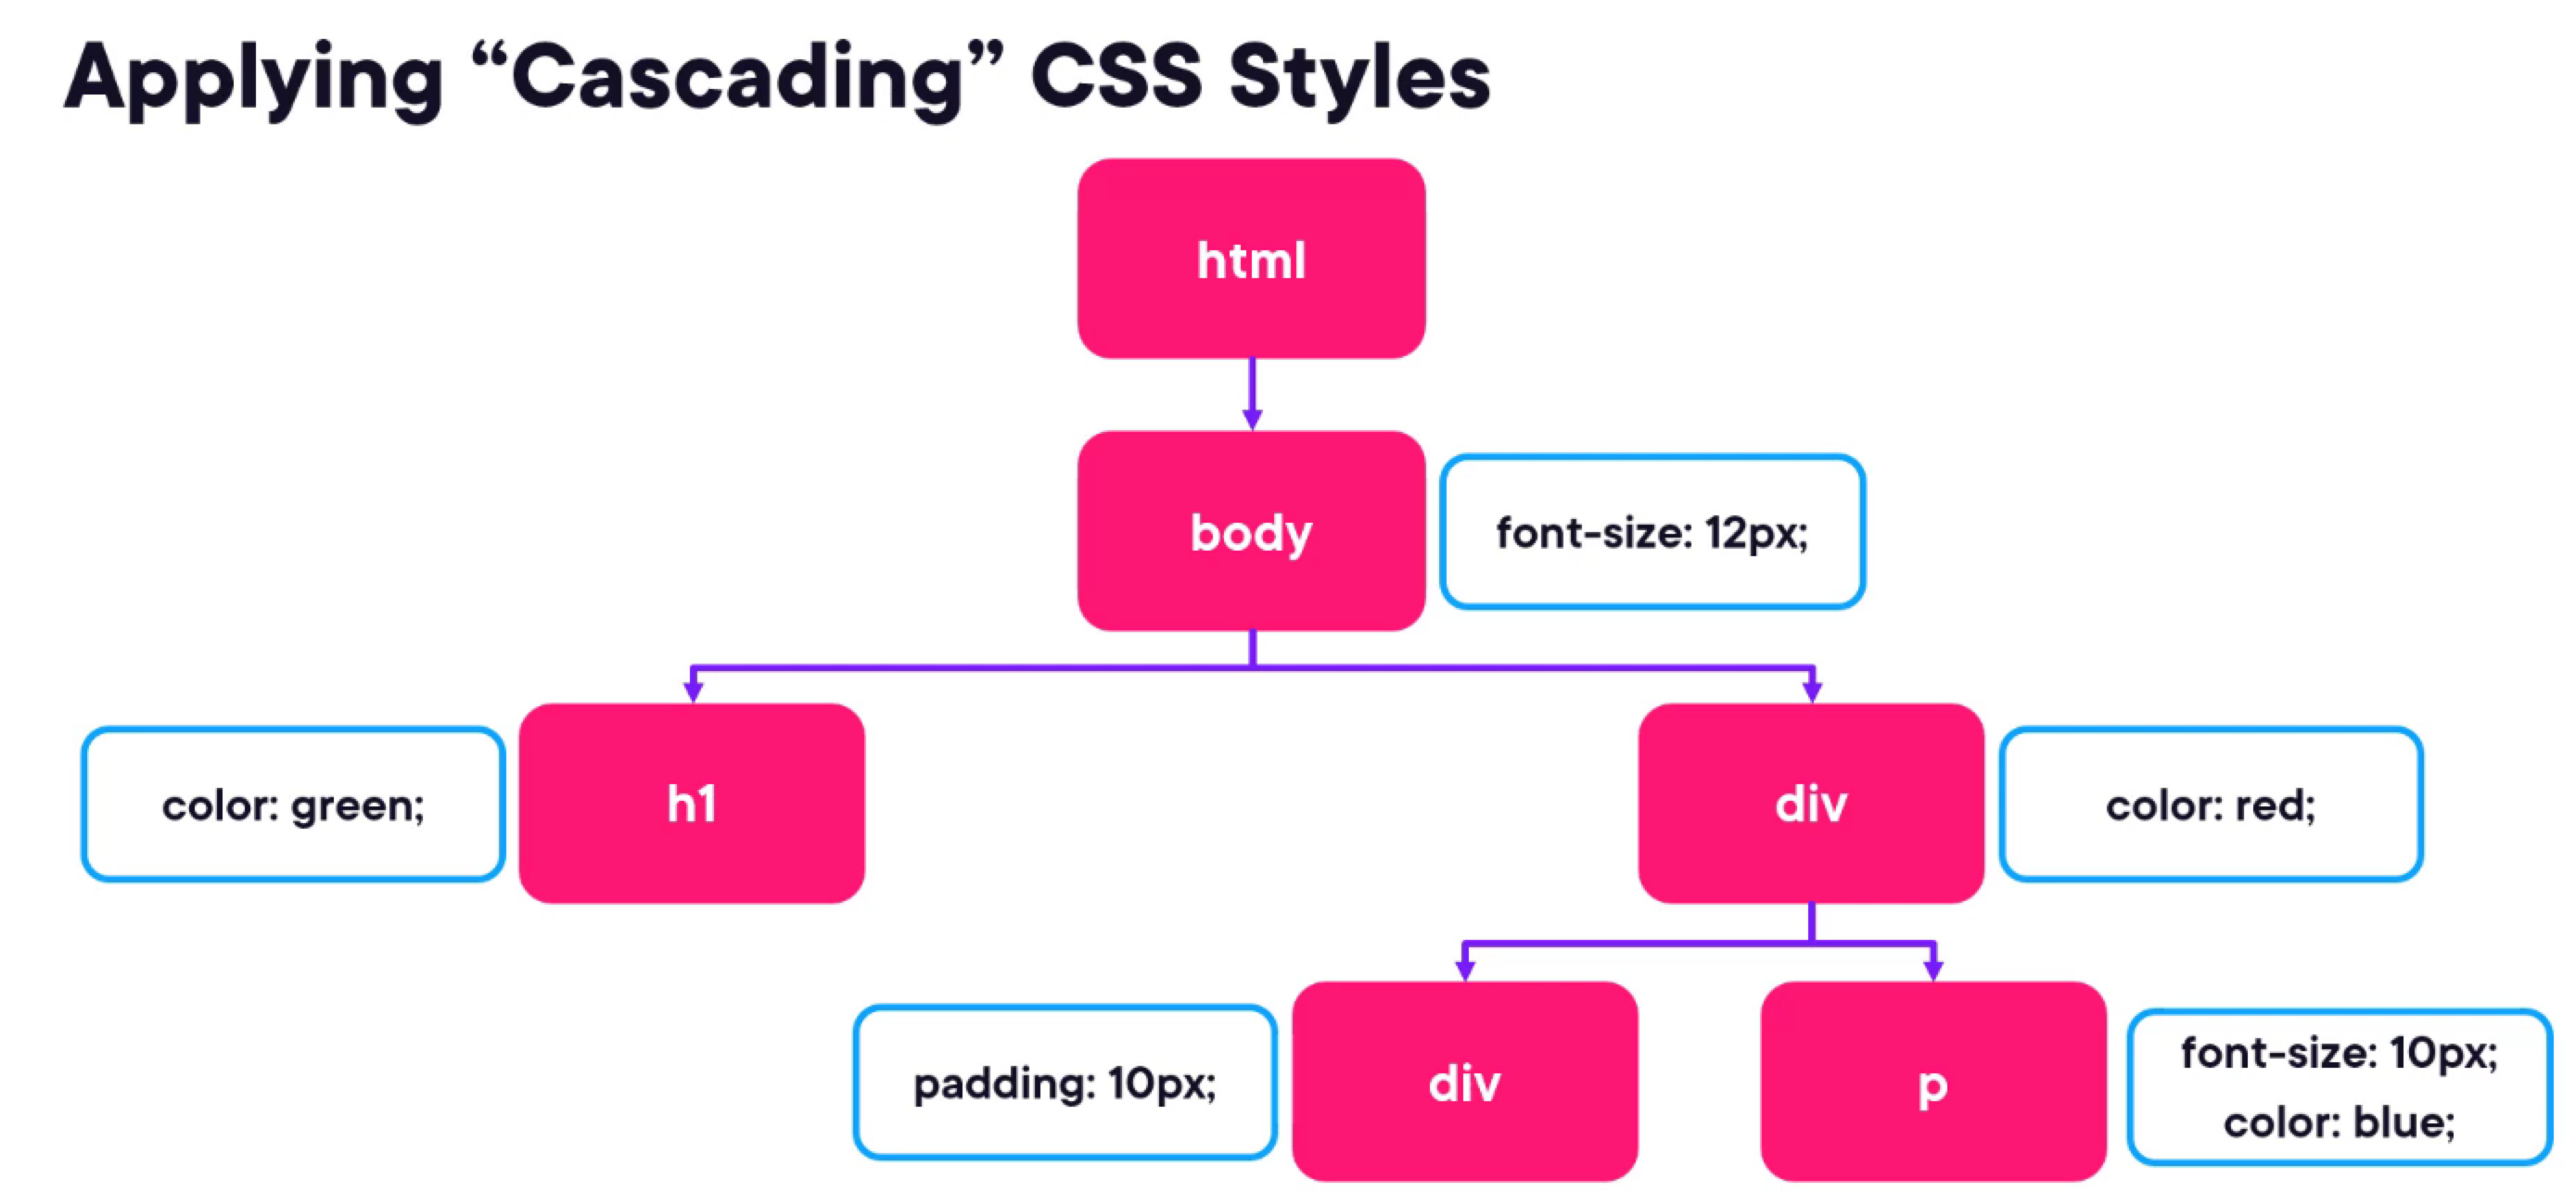 Applying “Cascading” CSS Styles
html
body
font-size: 12px;
color: green;
h1
div
color: red;
padding: 10px;
div
p
font-size: 10px;
color: blue;